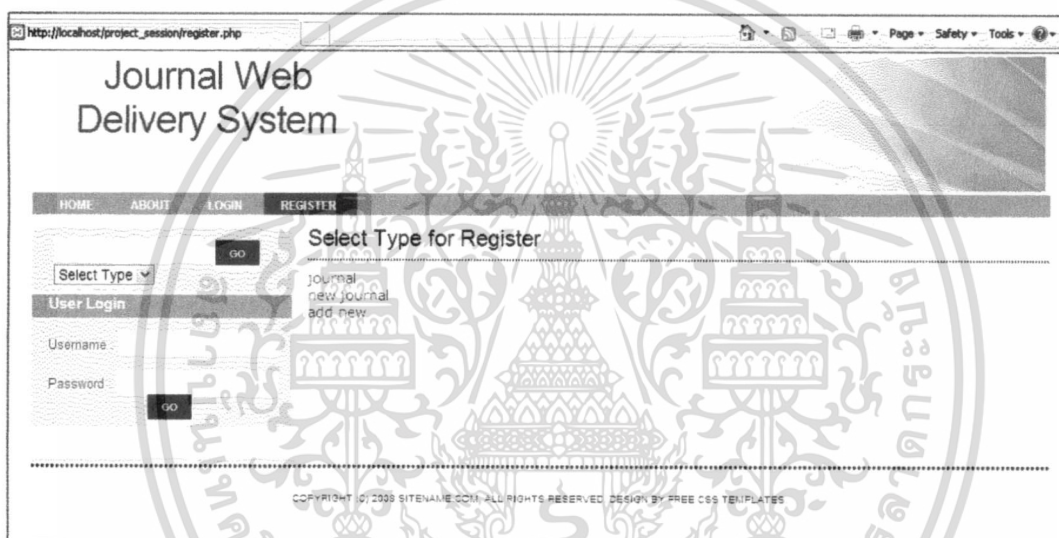 http://localhost/project_session/register.php
Page Safety Tools
Journal Web
Delivery System
HOME ABOUT LOGIN REGISTER
GO
Select Type
User Login
Username :
Password
GO
Select Type for Register
journal
new journal
add new
COPYRIGHT (C) 2008 SITENAME.COM. ALL RIGHTS RESERVED. DESIGN BY FREE CSS TEMPLATES